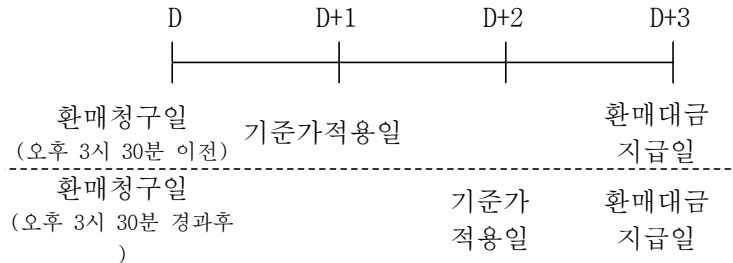 D D+1 D+2 D+3
환매청구일
(오후 3시 30분 이전)
기준가적용일
환매대금
지급일
환매청구일
(오후 3시 30분 경과후
)
기준가
적용일
환매대금
지급일